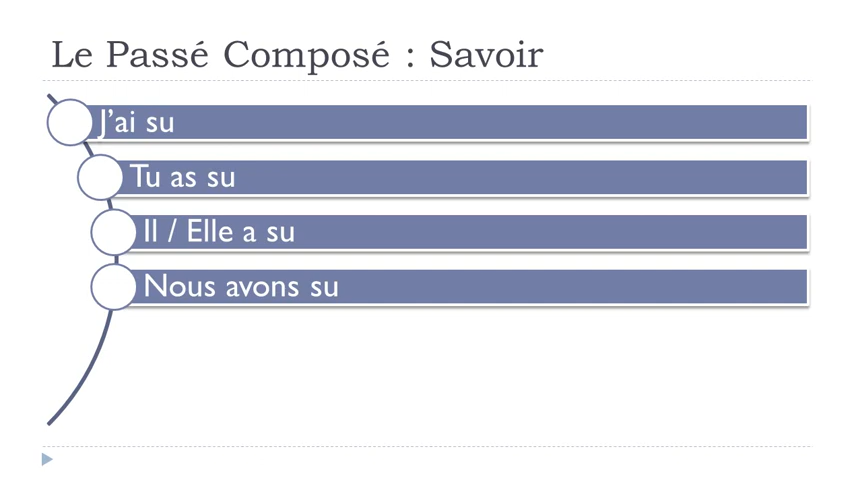 Le Passé Composé : Savoir
J’ai su
Tu as su
Il / Elle a su
Nous avons su